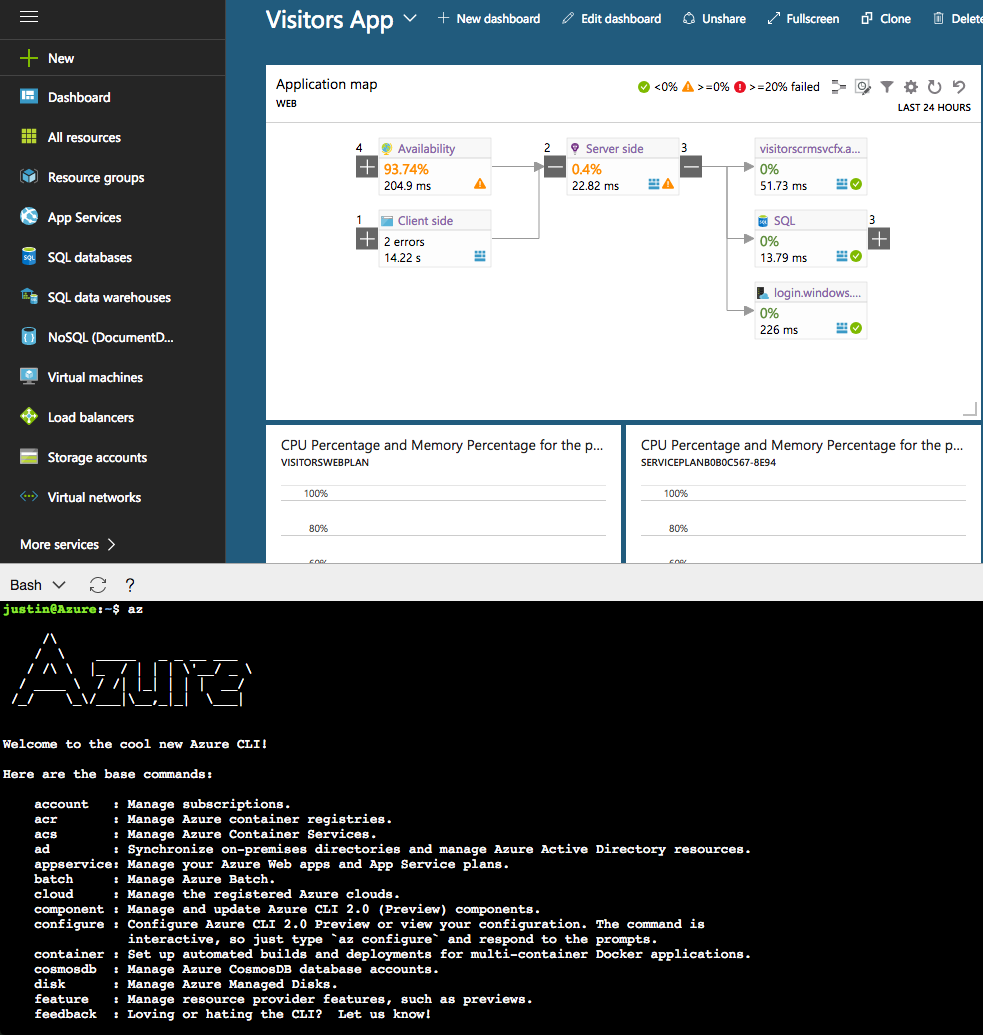 Visitors App
New dashboard
Edit dashboard
Unshare
Fullscreen
Clone
Delete
New
Dashboard
All resources
Resource groups
App Services
SQL databases
SQL data warehouses
NoSQL (DocumentD...
Virtual machines
Load balancers
Storage accounts
Virtual networks
More services
Application map
WEB
<0% >=0% >=20% failed
LAST 24 HOURS
4
Availability
93.74%
204.9 ms
1
Client side
2 errors
14.22 s
2
Server side
0.4%
22.82 ms
3
visitorscrmsvcfx.a...
0%
51.73 ms
SQL
0%
13.79 ms
3
login.windows....
0%
226 ms
CPU Percentage and Memory Percentage for the p...
VISITORSWEBPLAN
100%
80%
60%
CPU Percentage and Memory Percentage for the p...
SERVICEPLANB0B0C567-8E94
100%
80%
60%
Bash
?
justin@Azure:~$ az
Azure
Welcome to the cool new Azure CLI!
Here are the base commands:
account : Manage subscriptions.
acr : Manage Azure container registries.
acs : Manage Azure Container Services.
ad : Synchronize on-premises directories and manage Azure Active Directory resources.
appservice: Manage your Azure Web apps and App Service plans.
batch : Manage Azure Batch.
cloud : Manage the registered Azure clouds.
component : Manage and update Azure CLI 2.0 (Preview) components.
configure : Configure Azure CLI 2.0 Preview or view your configuration. The command is
interactive, so just type `az configure` and respond to the prompts.
container : Set up automated builds and deployments for multi-container Docker applications.
cosmosdb : Manage Azure CosmosDB database accounts.
disk : Manage Azure Managed Disks.
feature : Manage resource provider features, such as previews.
feedback : Loving or hating the CLI? Let us know!